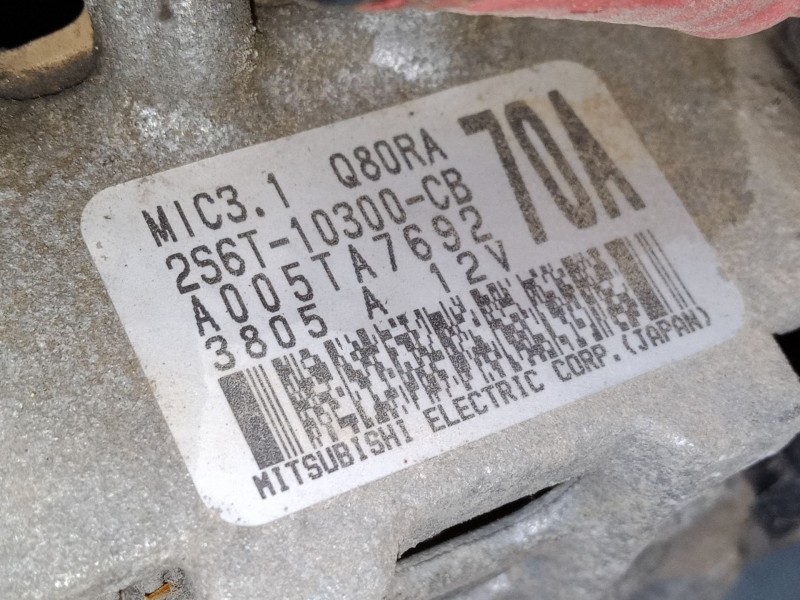 MIC3.1 Q80RA 70A
2S6T-10300-CB
A005TA7692
3805 A 12V
MITSUBISHI ELECTRIC CORP.(JAPAN)